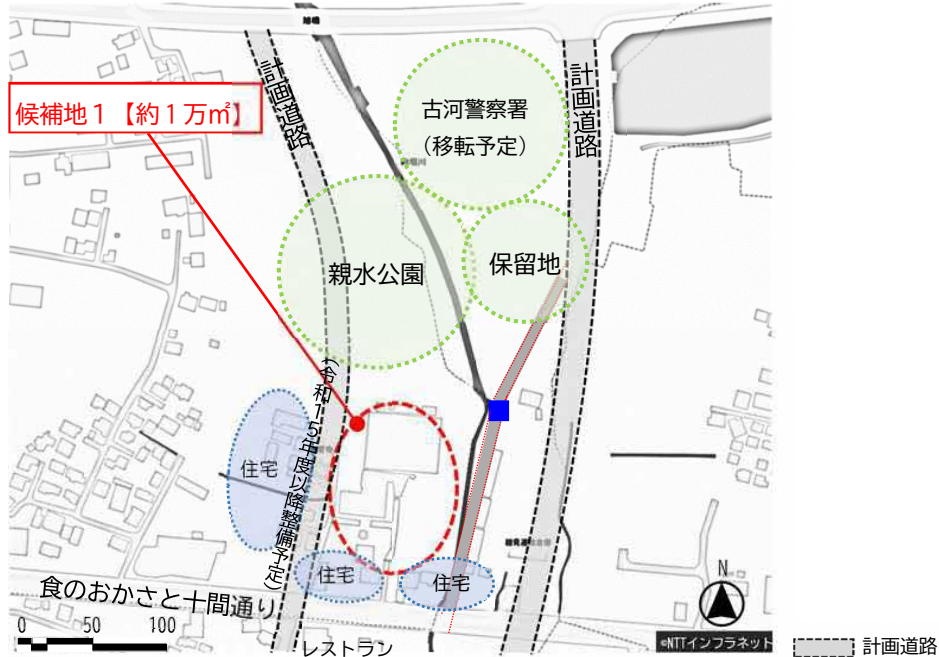 旭橋
計画道路
候補地１【約１万㎡】
古河警察署
（移転予定）
計画道路
親水公園
保留地
（令和１５年度以降整備予定）
住宅
住宅
住宅
食のおかさと十間通り
N
0 50 100
レストラン
©NTTインフラネット
計画道路